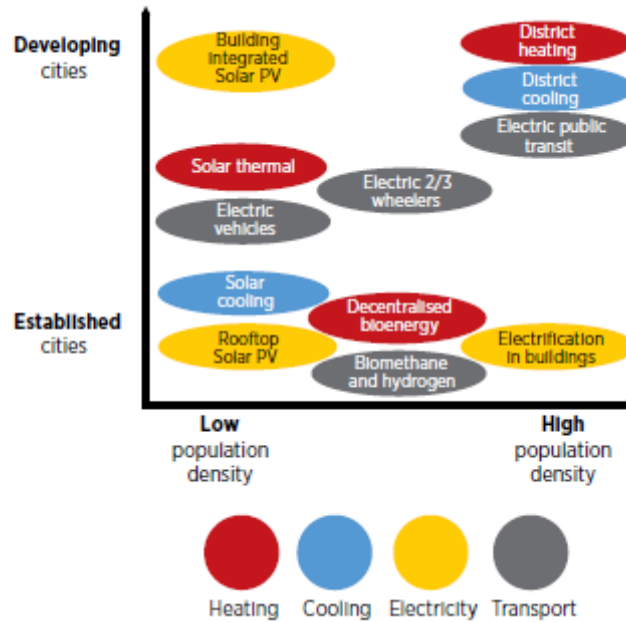 Developing
cities
Building
integrated
Solar PV
District
heating
District
cooling
Electric public
transit
Solar thermal
Electric 2/3
wheelers
Electric
vehicles
Solar
cooling
Established
cities
Decentralised
bioenergy
Rooftop
Solar PV
Electrification
in buildings
Biomethane
and hydrogen
Low
population
density
High
population
density
Heating
Cooling
Electricity
Transport